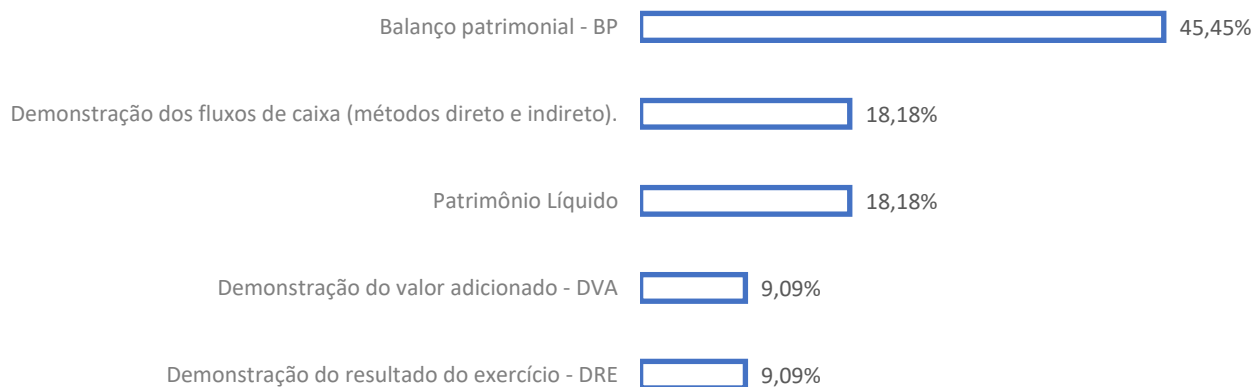 Balanço patrimonial - BP 45,45%
Demonstração dos fluxos de caixa (métodos direto e indireto). 18,18%
Patrimônio Líquido 18,18%
Demonstração do valor adicionado - DVA 9,09%
Demonstração do resultado do exercício - DRE 9,09%